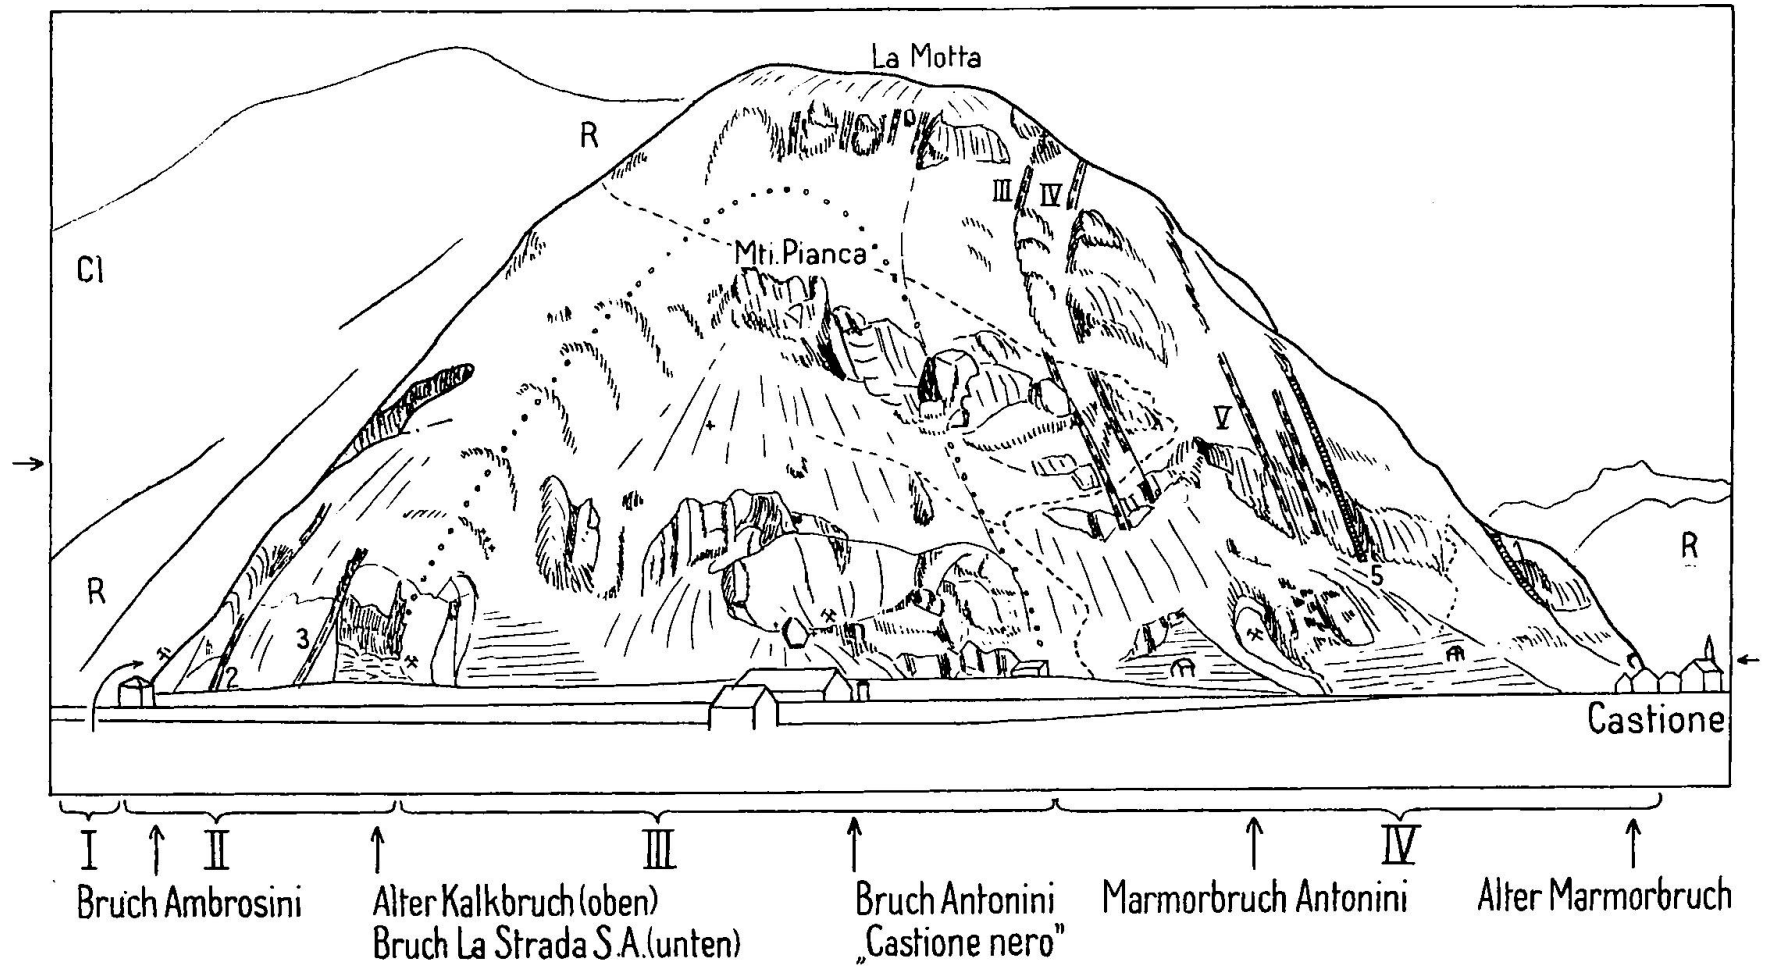 La Motta
R
III IV
Mti. Pianca
Cl
V
R
R
5
3
2
Castione
I II III IV
Bruch Ambrosini
Alter Kalkbruch (oben)
Bruch La Strada S.A. (unten)
Bruch Antonini
„Castione nero”
Marmorbruch Antonini
Alter Marmorbruch